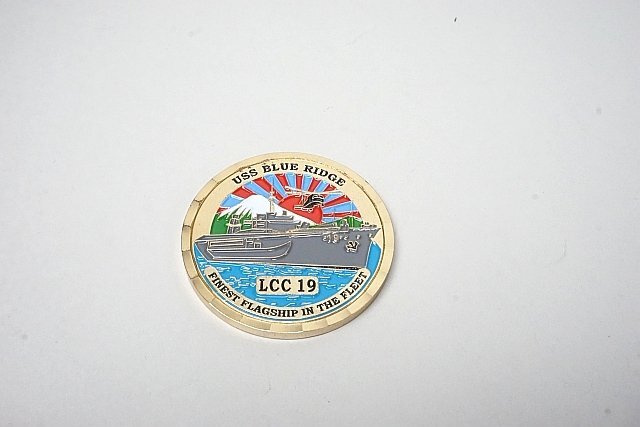 USS BLUE RIDGE
LCC 19
FINEST FLAGSHIP IN THE FLEET